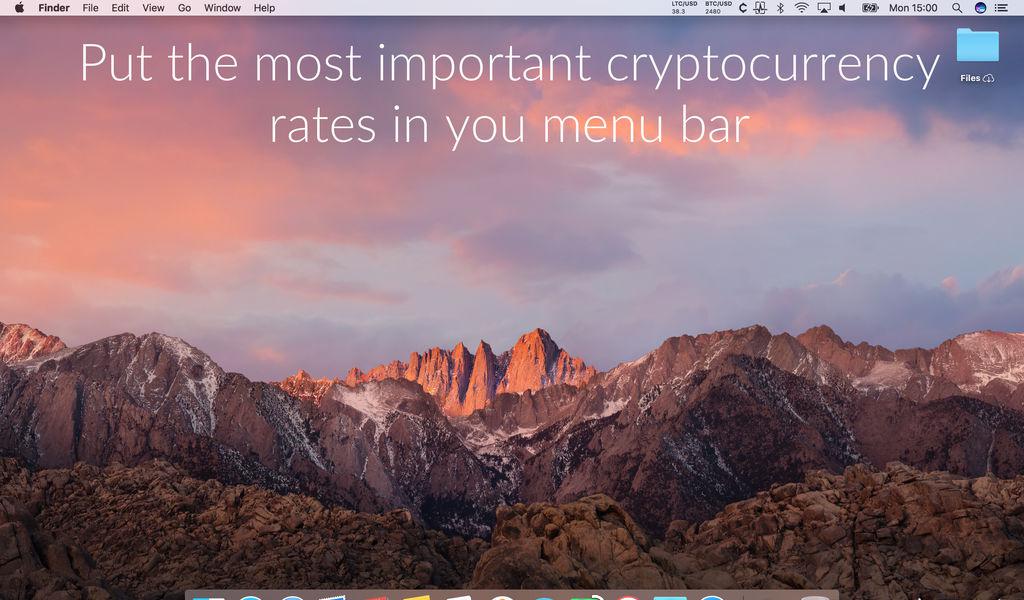 Finder File Edit View Go Window Help LTC/USD BTC/USD Mon 15:00
38.3 2480
Put the most important cryptocurrency
rates in you menu bar
Files